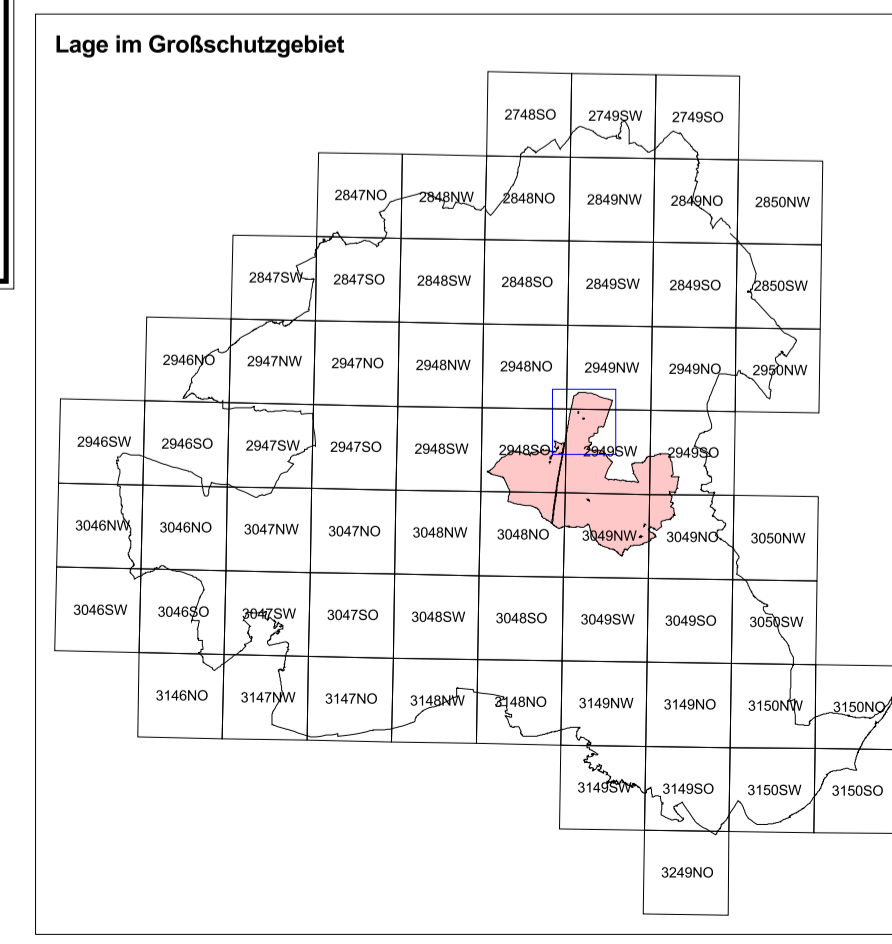 Lage im Großschutzgebiet
2748SO 2749SW 2749SO
2847NO 2848NW 2848NO 2849NW 2849NO 2850NW
2847SW 2847SO 2848SW 2848SO 2849SW 2849SO 2850SW
2946NO 2947NW 2947NO 2948NW 2948NO 2949NW 2949NO 2950NW
2946SW 2946SO 2947SW 2947SO 2948SW 2948SO 2949SW 2949SO
3046NW 3046NO 3047NW 3047NO 3048NW 3048NO 3049NW 3049NO 3050NW
3046SW 3046SO 3047SW 3047SO 3048SW 3048SO 3049SW 3049SO 3050SW
3146NO 3147NW 3147NO 3148NW 3148NO 3149NW 3149NO 3150NW 3150NO
3149SW 3149SO 3150SW 3150SO
3249NO